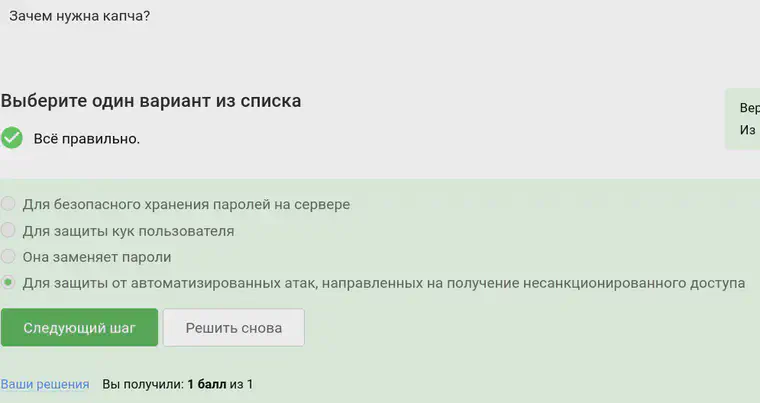 Зачем нужна капча?
Выберите один вариант из списка
Всё правильно.
Вер
Из
Для безопасного хранения паролей на сервере
Для защиты кук пользователя
Она заменяет пароли
Для защиты от автоматизированных атак, направленных на получение несанкционированного доступа
Следующий шаг
Решить снова
Ваши решения Вы получили: 1 балл из 1